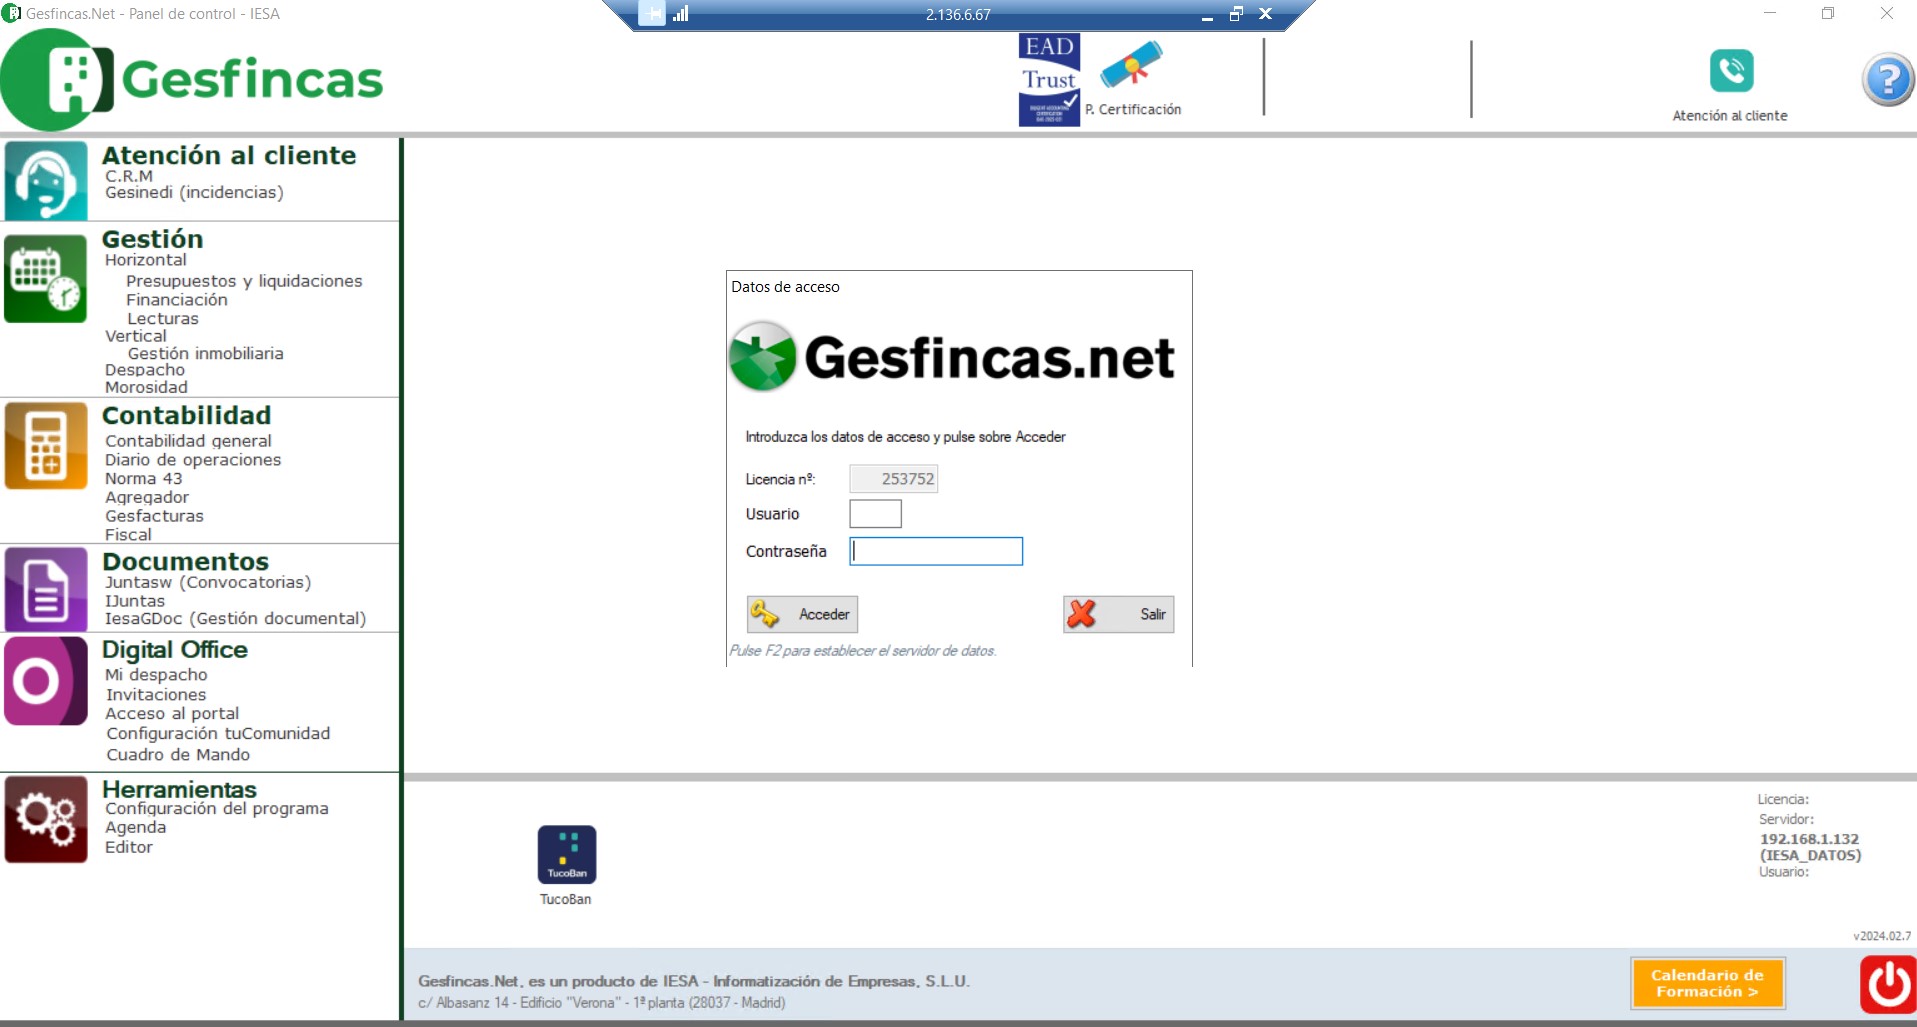 Gesfincas.Net - Panel de control - IESA
2.136.6.67
Gesfincas
EAD
Trust
P. Certificación
Atención al cliente
?
Atención al cliente
C.R.M
Gesinedi (incidencias)
Gestión
Horizontal
Presupuestos y liquidaciones
Financiación
Lecturas
Vertical
Gestión inmobiliaria
Despacho
Morosidad
Contabilidad
Contabilidad general
Diario de operaciones
Norma 43
Agregador
Gesfacturas
Fiscal
Documentos
Juntasw (Convocatorias)
IJuntas
IesaGDoc (Gestión documental)
Digital Office
Mi despacho
Invitaciones
Acceso al portal
Configuración tuComunidad
Cuadro de Mando
Herramientas
Configuración del programa
Agenda
Editor
Datos de acceso
Gesfincas.net
Introduzca los datos de acceso y pulse sobre Acceder
Licencia nº: 253752
Usuario
Contraseña
Acceder
Salir
Pulse F2 para establecer el servidor de datos.
TucoBan
TucoBan
Licencia:
Servidor:
192.168.1.132
(IESA_DATOS)
Usuario:
v2024.02.7
Gesfincas.Net, es un producto de IESA - Informatización de Empresas, S.L.U.
c/ Albasanz 14 - Edificio "Verona" - 1ª planta (28037 - Madrid)
Calendario de
Formación >